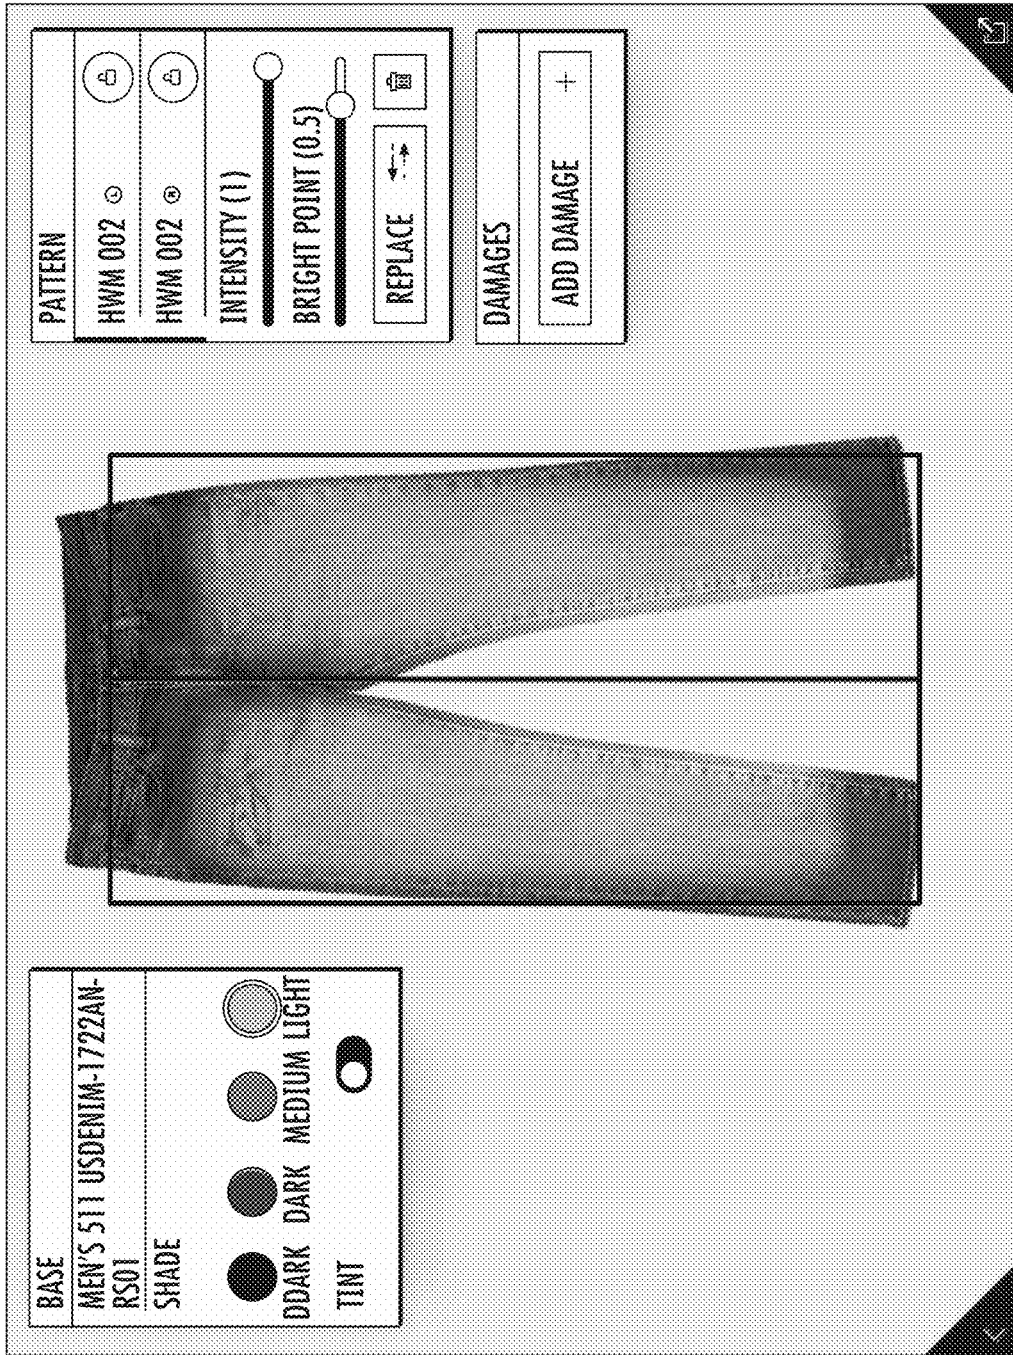 BASE
MEN'S 511 USDENIM-1722AN-
RS01
SHADE
DDARK DARK MEDIUM LIGHT
TINT
PATTERN
HWM 002 L
HWM 002 R
INTENSITY (1)
BRIGHT POINT (0.5)
REPLACE
DAMAGES
ADD DAMAGE +